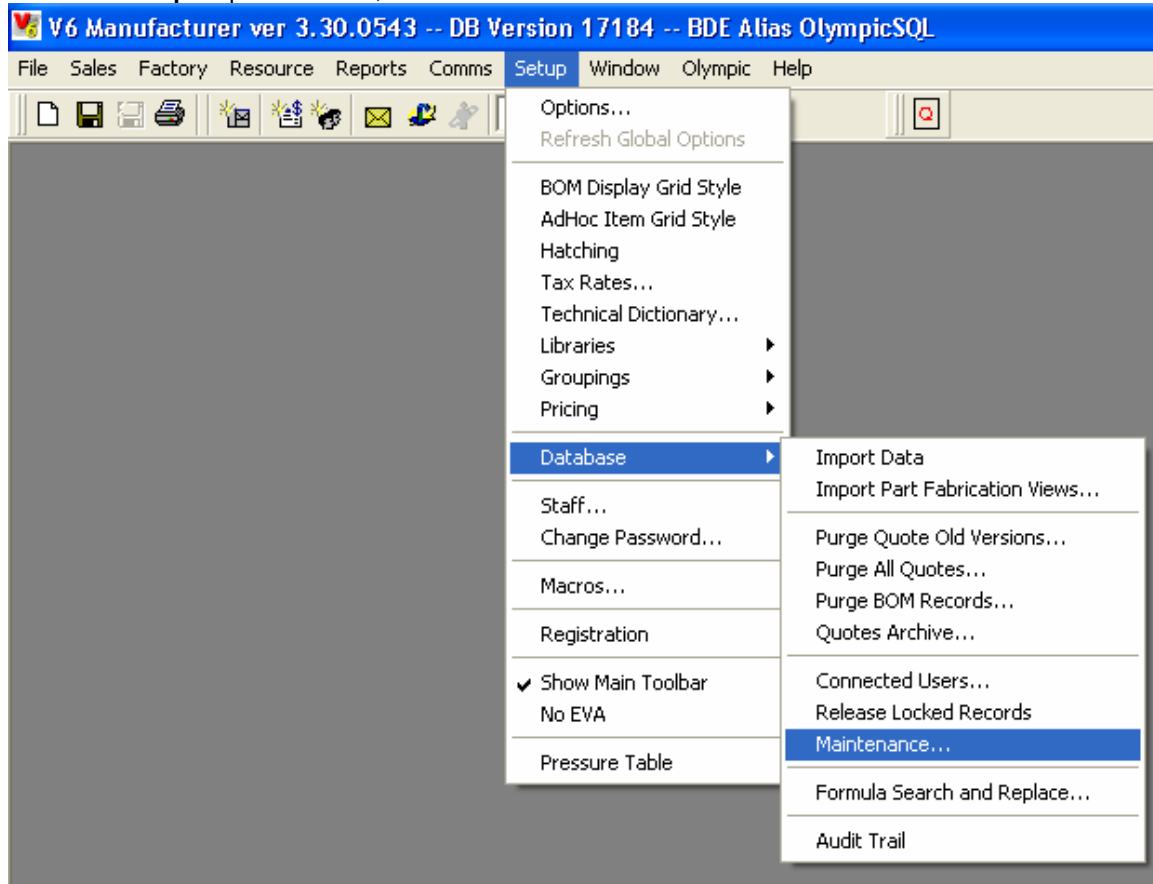 V6 Manufacturer ver 3.30.0543 -- DB Version 17184 -- BDE Alias OlympicSQL
File Sales Factory Resource Reports Comms Setup Window Olympic Help
Options...
Refresh Global Options
BOM Display Grid Style
AdHoc Item Grid Style
Hatching
Tax Rates...
Technical Dictionary...
Libraries
Groupings
Pricing
Database
Staff...
Change Password...
Macros...
Registration
Show Main Toolbar
No EVA
Pressure Table
Import Data
Import Part Fabrication Views...
Purge Quote Old Versions...
Purge All Quotes...
Purge BOM Records...
Quotes Archive...
Connected Users...
Release Locked Records
Maintenance...
Formula Search and Replace...
Audit Trail